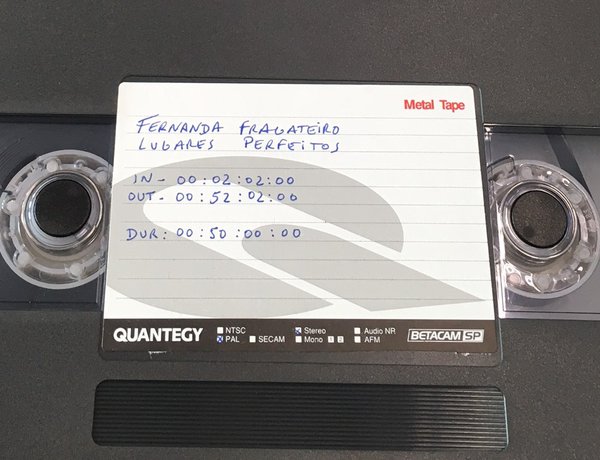 Metal Tape
FERNANDA FRAGATEIRO
LUGARES PERFEITOS
IN - 00:02:02:00
OUT - 00:52:02:00
DUR: 00:50:00:00
QUANTEGY
NTSC
PAL SECAM
Stereo
Mono 1 2
Audio NR
AFM
BETACAM SP